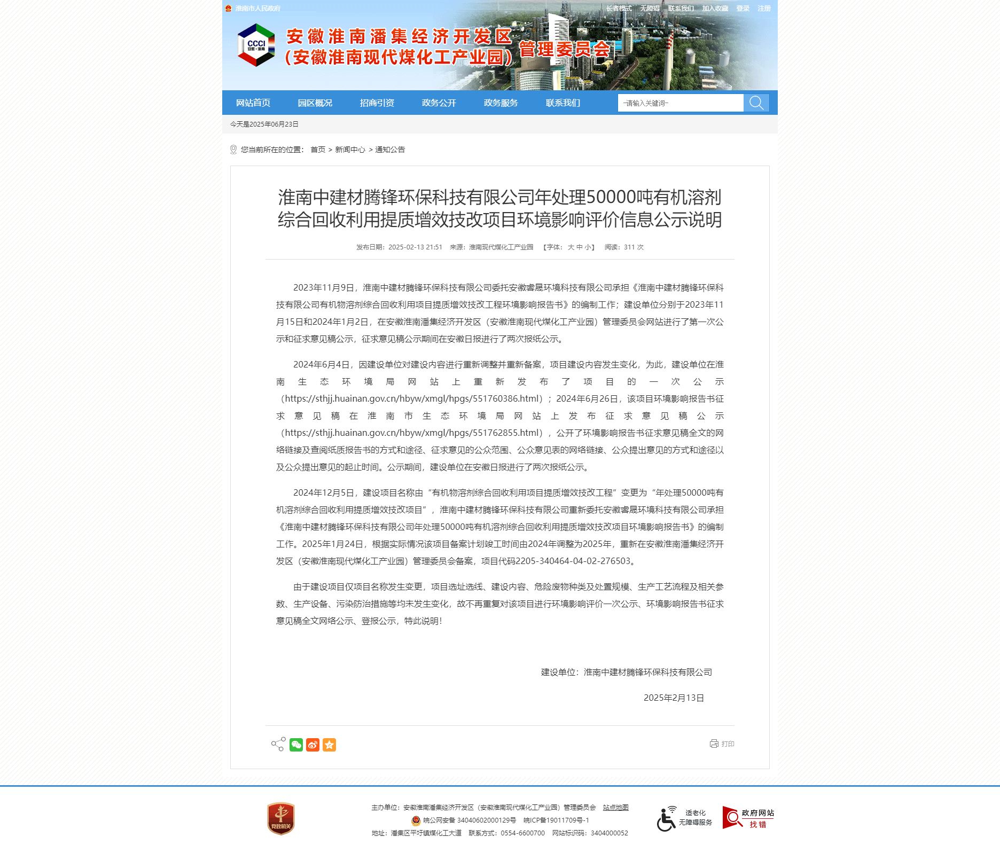 淮南市人民政府
长者模式 无障碍 联系我们 加入收藏 登录 注册
CCCI
安徽·淮南
安徽淮南潘集经济开发区
(安徽淮南现代煤化工产业园)
管理委员会
网站首页 园区概况 招商引资 政务公开 政务服务 联系我们
--请输入关键词--
今天是2025年06月23日
您当前所在的位置： 首页 > 新闻中心 > 通知公告
淮南中建材腾锋环保科技有限公司年处理50000吨有机溶剂
综合回收利用提质增效技改项目环境影响评价信息公示说明
发布日期：2025-02-13 21:51 来源：淮南现代煤化工产业园 【字体： 大 中 小】 阅读：311 次
2023年11月9日，淮南中建材腾锋环保科技有限公司委托安徽睿晟环境科技有限公司承担《淮南中建材腾锋环保科
技有限公司有机物溶剂综合回收利用项目提质增效技改工程环境影响报告书》的编制工作；建设单位分别于2023年11
月15日和2024年1月2日，在安徽淮南潘集经济开发区（安徽淮南现代煤化工产业园）管理委员会网站进行了第一次公
示和征求意见稿公示，征求意见稿公示期间在安徽日报进行了两次报纸公示。
2024年6月4日，因建设单位对建设内容进行重新调整并重新备案，项目建设内容发生变化，为此，建设单位在淮
南生态环境局网站上重新发布了项目的一次公示
（https://sthjj.huainan.gov.cn/hbyw/xmgl/hpgs/551760386.html）；2024年6月26日，该项目环境影响报告书征
求意见稿在淮南市生态环境局网站上发布征求意见稿公示
（https://sthjj.huainan.gov.cn/hbyw/xmgl/hpgs/551762855.html），公开了环境影响报告书征求意见稿全文的网
络链接及查阅纸质报告书的方式和途径、征求意见的公众范围、公众意见表的网络链接、公众提出意见的方式和途径以
及公众提出意见的起止时间。公示期间，建设单位在安徽日报进行了两次报纸公示。
2024年12月5日，建设项目名称由“有机物溶剂综合回收利用项目提质增效技改工程”变更为“年处理50000吨有
机溶剂综合回收利用提质增效技改项目”，淮南中建材腾锋环保科技有限公司重新委托安徽睿晟环境科技有限公司承担
《淮南中建材腾锋环保科技有限公司年处理50000吨有机溶剂综合回收利用提质增效技改项目环境影响报告书》的编制
工作。2025年1月24日，根据实际情况该项目备案计划竣工时间由2024年调整为2025年，重新在安徽淮南潘集经济开
发区（安徽淮南现代煤化工产业园）管理委员会备案，项目代码2205-340464-04-02-276503。
由于建设项目仅项目名称发生变更，项目选址选线、建设内容、危险废物种类及处置规模、生产工艺流程及相关参
数、生产设备、污染防治措施等均未发生变化，故不再重复对该项目进行环境影响评价一次公示、环境影响报告书征求
意见稿全文网络公示、登报公示，特此说明！
建设单位：淮南中建材腾锋环保科技有限公司
2025年2月13日
打印
党政机关
主办单位：安徽淮南潘集经济开发区（安徽淮南现代煤化工产业园）管理委员会 站点地图
皖公网安备 34040602000129号 皖ICP备19011709号-1
地址：潘集区平圩镇煤化工大道 联系方式：0554-6600700 网站标识码：3404000052
适老化
无障碍服务
政府网站
找错